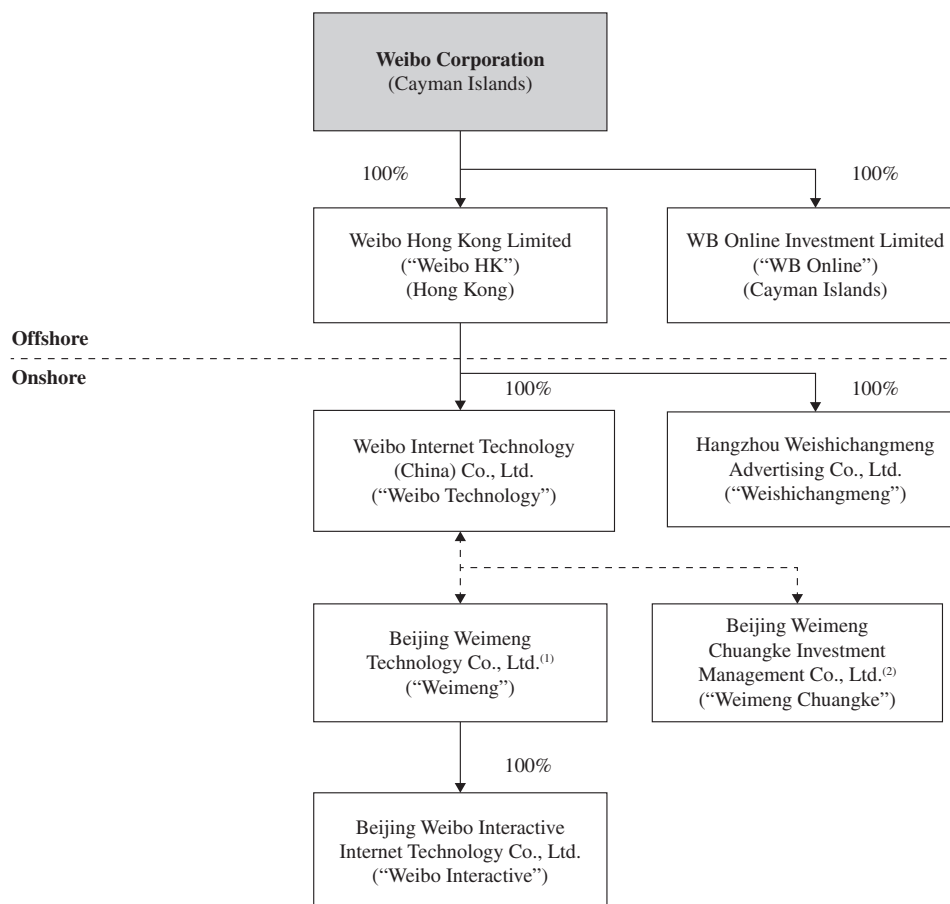 Weibo Corporation
(Cayman Islands)
100%
100%
Weibo Hong Kong Limited
(“Weibo HK”)
(Hong Kong)
WB Online Investment Limited
(“WB Online”)
(Cayman Islands)
Offshore
Onshore
100%
100%
Weibo Internet Technology
(China) Co., Ltd.
(“Weibo Technology”)
Hangzhou Weishichangmeng
Advertising Co., Ltd.
(“Weishichangmeng”)
Beijing Weimeng
Technology Co., Ltd.(1)
(“Weimeng”)
Beijing Weimeng
Chuangke Investment
Management Co., Ltd.(2)
(“Weimeng Chuangke”)
100%
Beijing Weibo Interactive
Internet Technology Co., Ltd.
(“Weibo Interactive”)